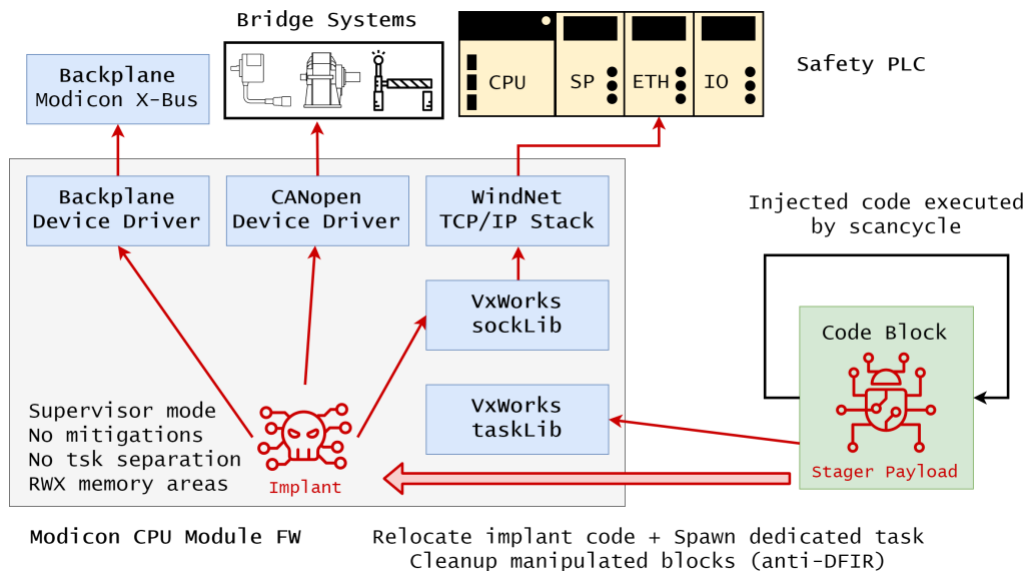 Bridge Systems
Backplane
Modicon X-Bus
CPU
SP
ETH
IO
Safety PLC
Backplane
Device Driver
CANopen
Device Driver
WindNet
TCP/IP Stack
Injected code executed
by scancycle
VxWorks
sockLib
Code Block
VxWorks
taskLib
Stager Payload
Supervisor mode
No mitigations
No tsk separation
RWX memory areas
Implant
Modicon CPU Module FW
Relocate implant code + Spawn dedicated task
Cleanup manipulated blocks (anti-DFIR)